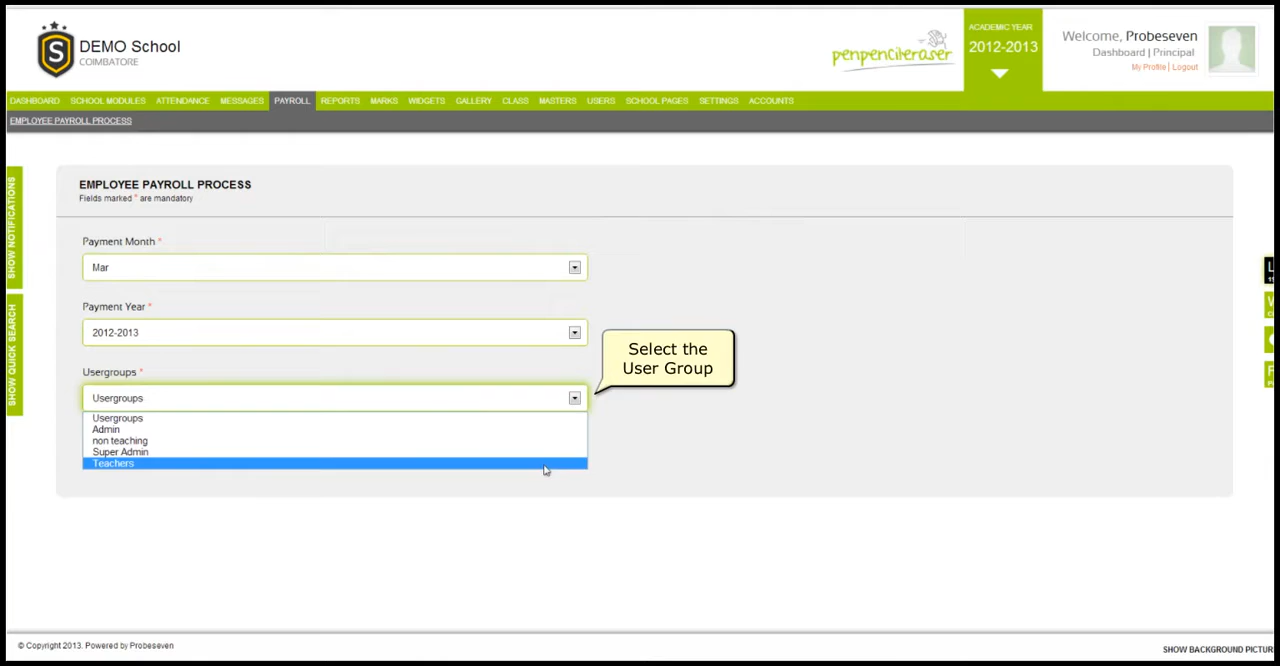 DEMO School
COIMBATORE
penpencileraser
ACADEMIC YEAR
2012-2013
Welcome, Probeseven
Dashboard | Principal
My Profile | Logout
DASHBOARD SCHOOL MODULES ATTENDANCE MESSAGES PAYROLL REPORTS MARKS WIDGETS GALLERY CLASS MASTERS USERS SCHOOL PAGES SETTINGS ACCOUNTS
EMPLOYEE PAYROLL PROCESS
SHOW NOTIFICATIONS
SHOW QUICK SEARCH
EMPLOYEE PAYROLL PROCESS
Fields marked * are mandatory
Payment Month *
Mar
Payment Year *
2012-2013
Usergroups *
Usergroups
Usergroups
Admin
non teaching
Super Admin
Teachers
Select the
User Group
© Copyright 2013. Powered by Probeseven
SHOW BACKGROUND PICTUR